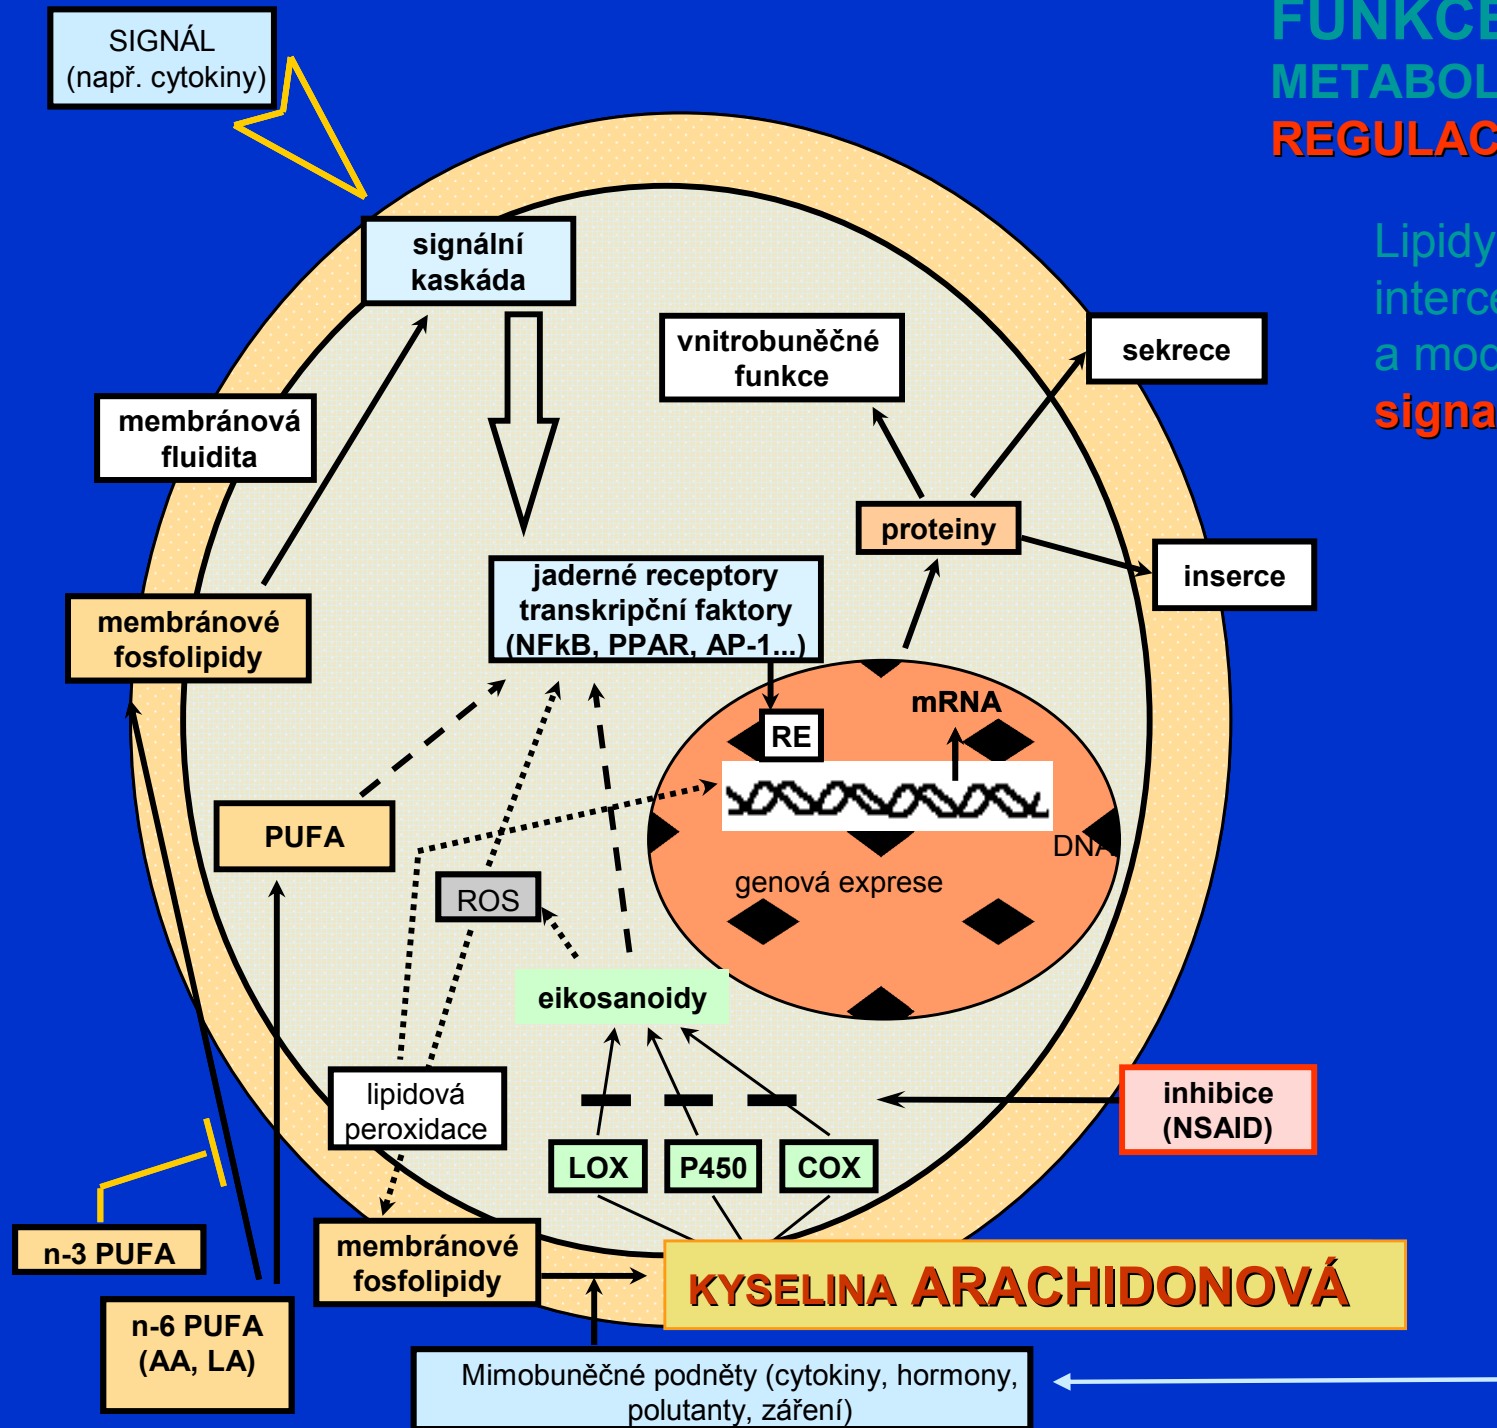 SIGNÁL
(např. cytokiny)
FUNKCE
METABOL
REGULAC
Lipidy
interce
a mod
signa
signální
kaskáda
vnitrobuněčné
funkce
sekrece
membránová
fluidita
proteiny
inserce
jaderné receptory
transkripční faktory
(NFkB, PPAR, AP-1...)
membránové
fosfolipidy
mRNA
RE
PUFA
DNA
genová exprese
ROS
eikosanoidy
lipidová
peroxidace
inhibice
(NSAID)
LOX
P450
COX
n-3 PUFA
membránové
fosfolipidy
KYSELINA ARACHIDONOVÁ
n-6 PUFA
(AA, LA)
Mimobuněčné podněty (cytokiny, hormony,
polutanty, záření)